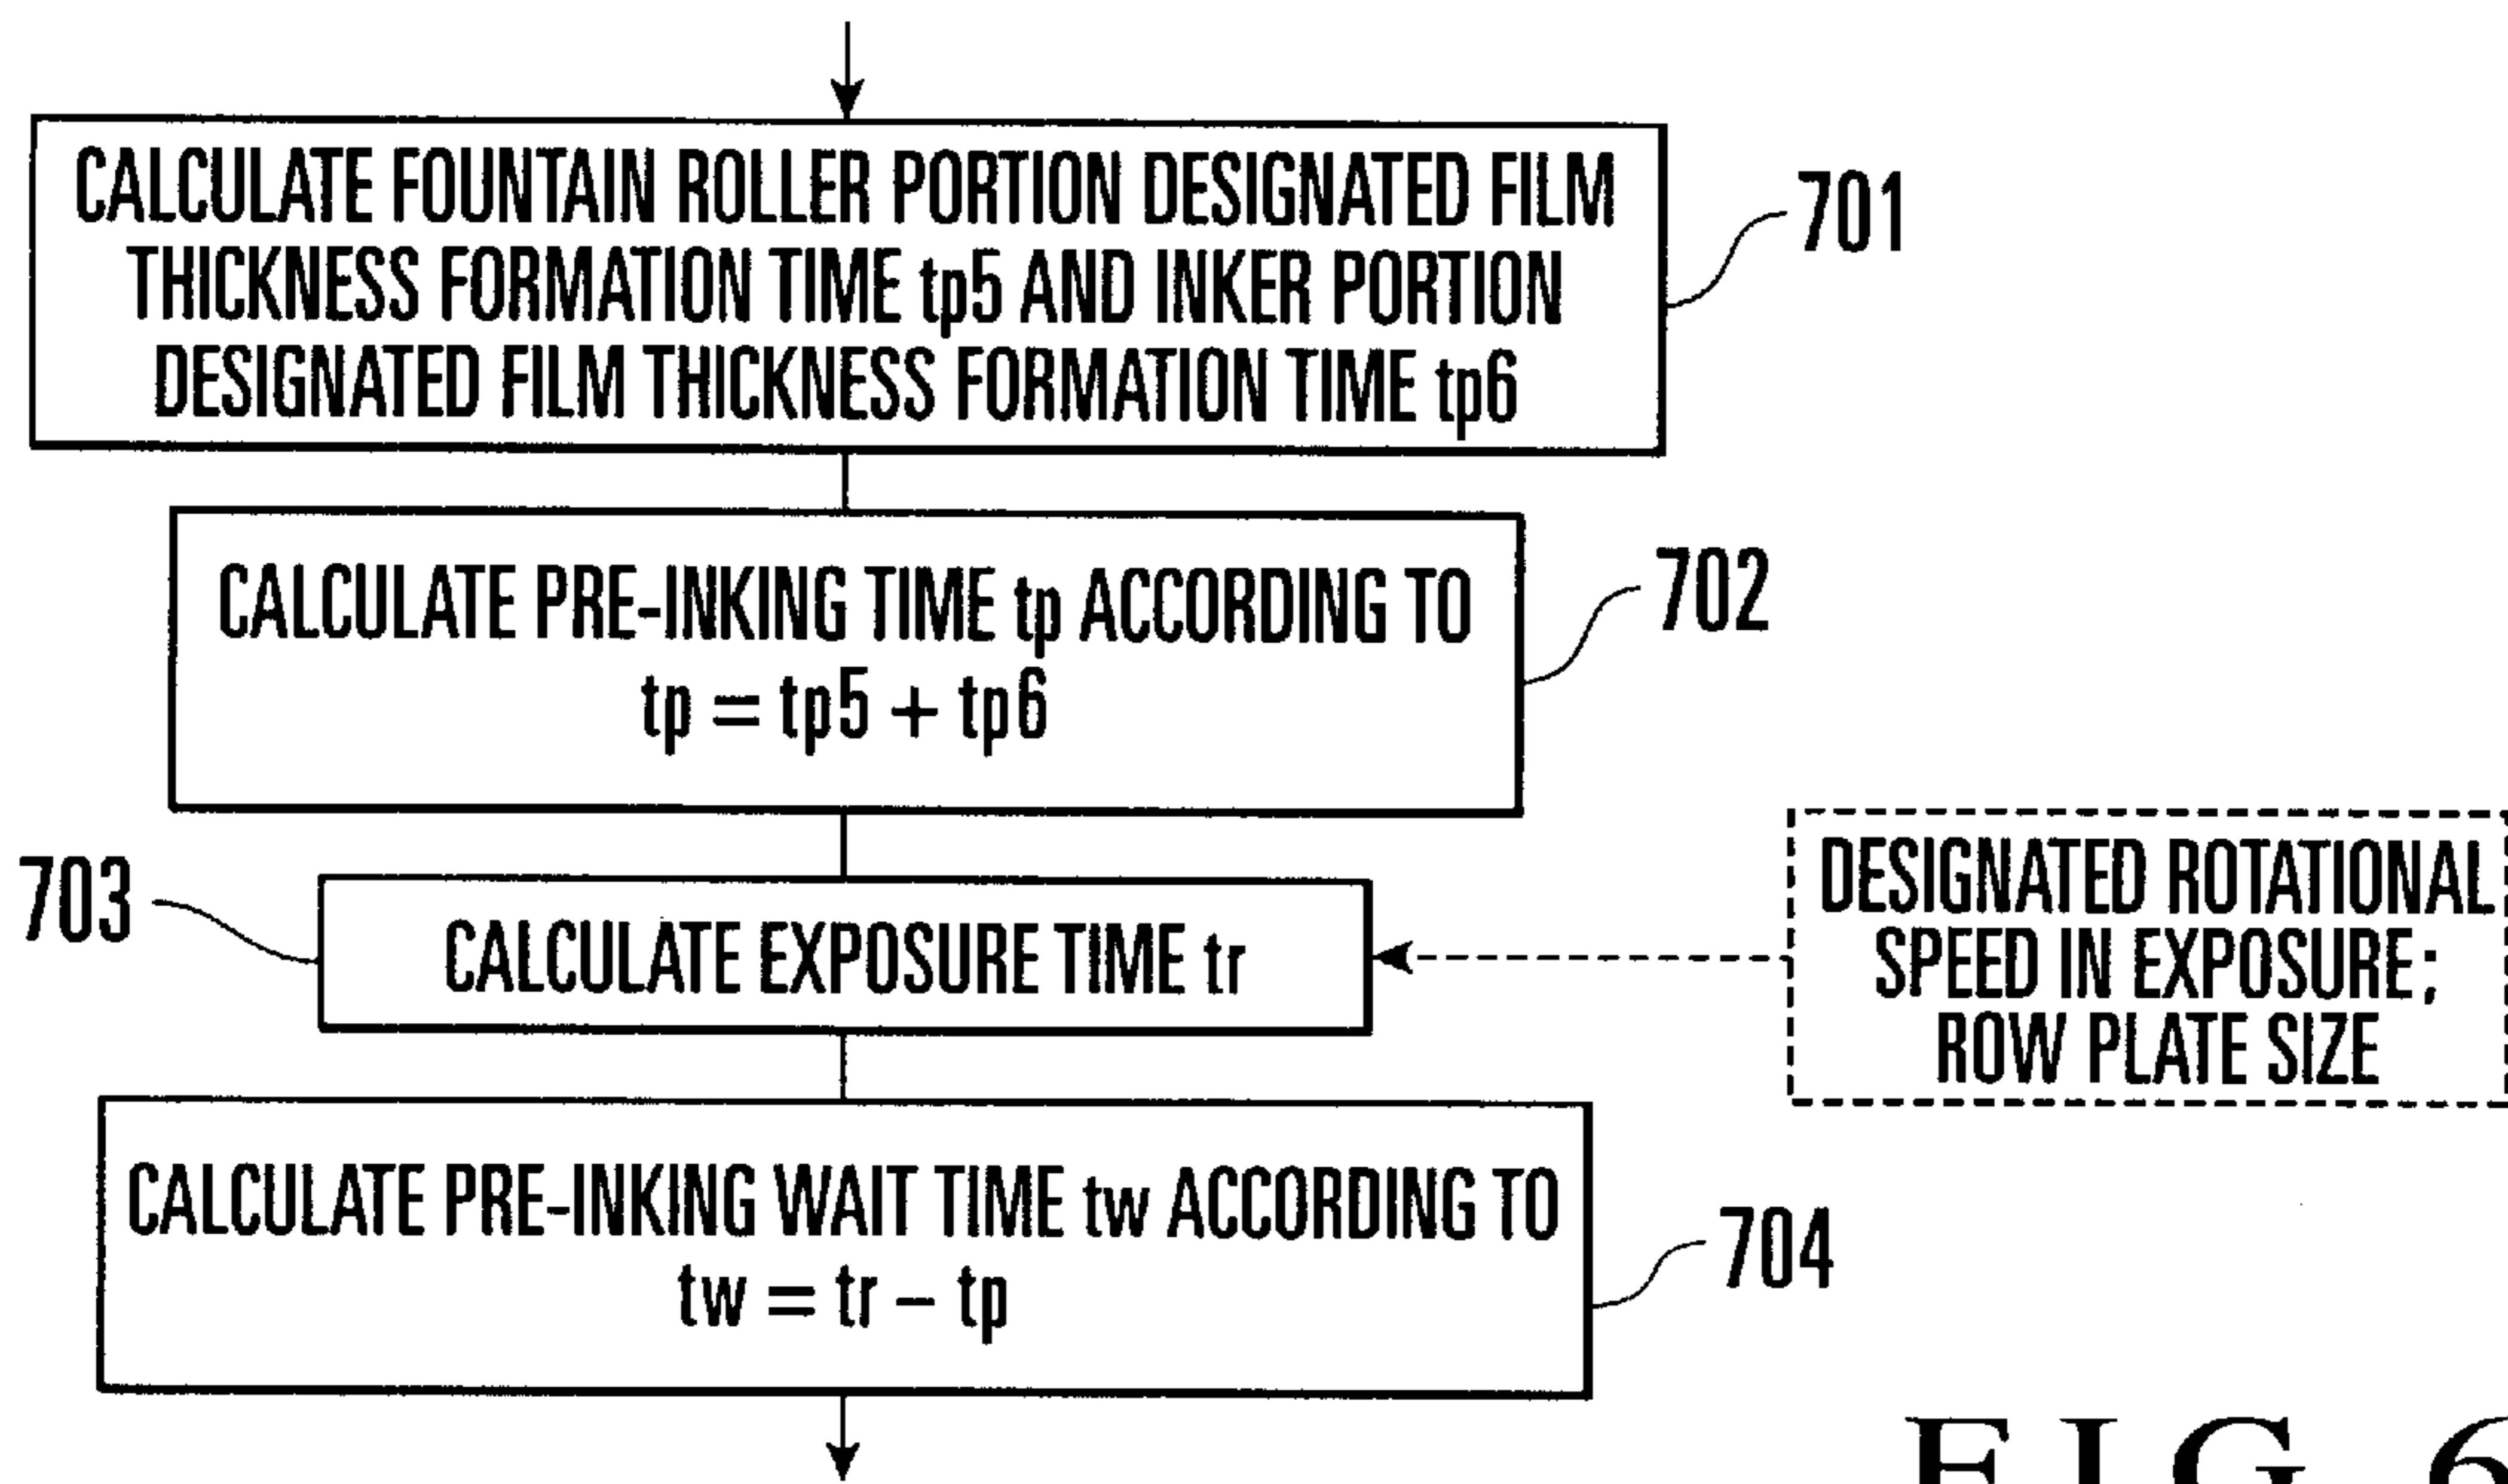 CALCULATE FOUNTAIN ROLLER PORTION DESIGNATED FILM
THICKNESS FORMATION TIME tp5 AND INKER PORTION
DESIGNATED FILM THICKNESS FORMATION TIME tp6
701
CALCULATE PRE-INKING TIME tp ACCORDING TO
tp = tp5 + tp6
702
703
CALCULATE EXPOSURE TIME tr
DESIGNATED ROTATIONAL
SPEED IN EXPOSURE;
ROW PLATE SIZE
CALCULATE PRE-INKING WAIT TIME tw ACCORDING TO
tw = tr – tp
704
FIG 6